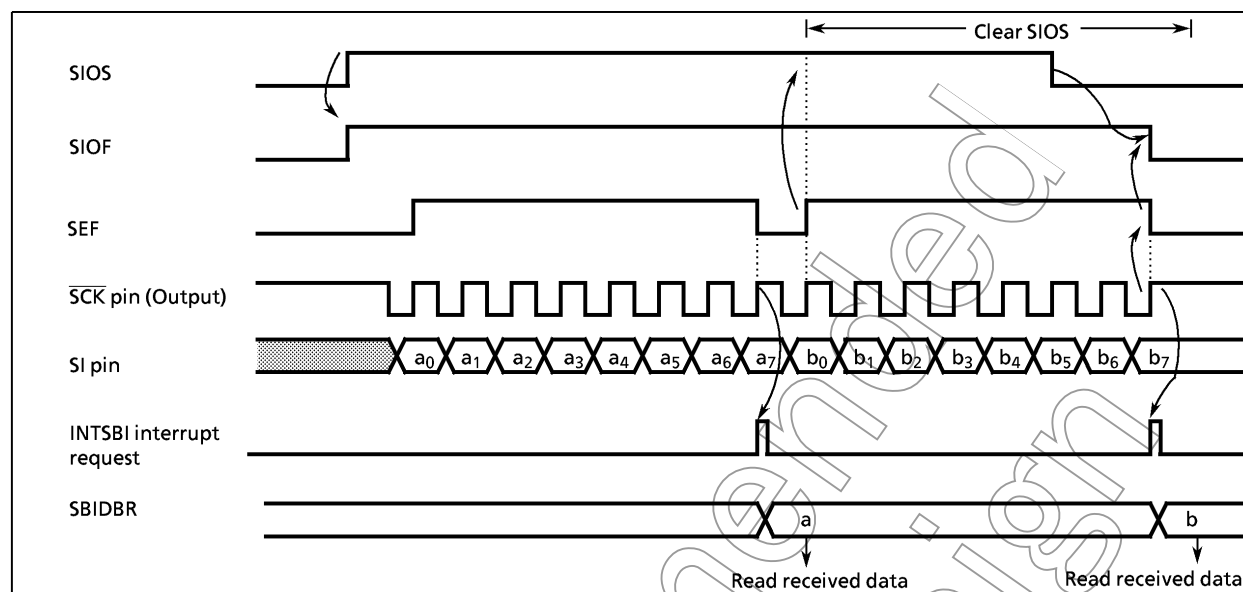 Clear SIOS
SIOS
SIOF
SEF
SCK pin (Output)
SI pin
a0 a1 a2 a3 a4 a5 a6 a7 b0 b1 b2 b3 b4 b5 b6 b7
INTSBI interrupt
request
SBIDBR
a b
Read received data Read received data